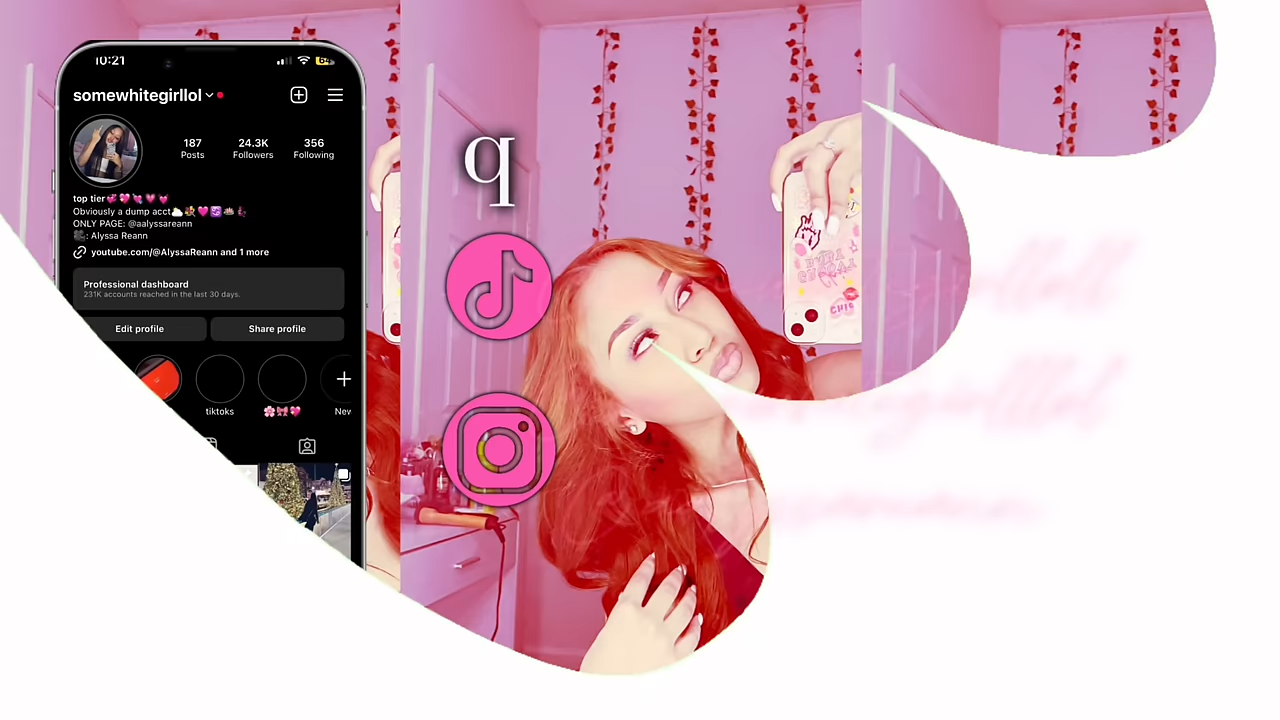 10:21
64
somewhitegirllol
187
Posts
24.3K
Followers
356
Following
top tier💞💖💘💗💓
Obviously a dump acct
ONLY PAGE: @aalyssareann
: Alyssa Reann
youtube.com/@AlyssaReann and 1 more
Professional dashboard
231K accounts reached in the last 30 days.
Edit profile
Share profile
tiktoks
🌸🎀💖
New
q
CHIC